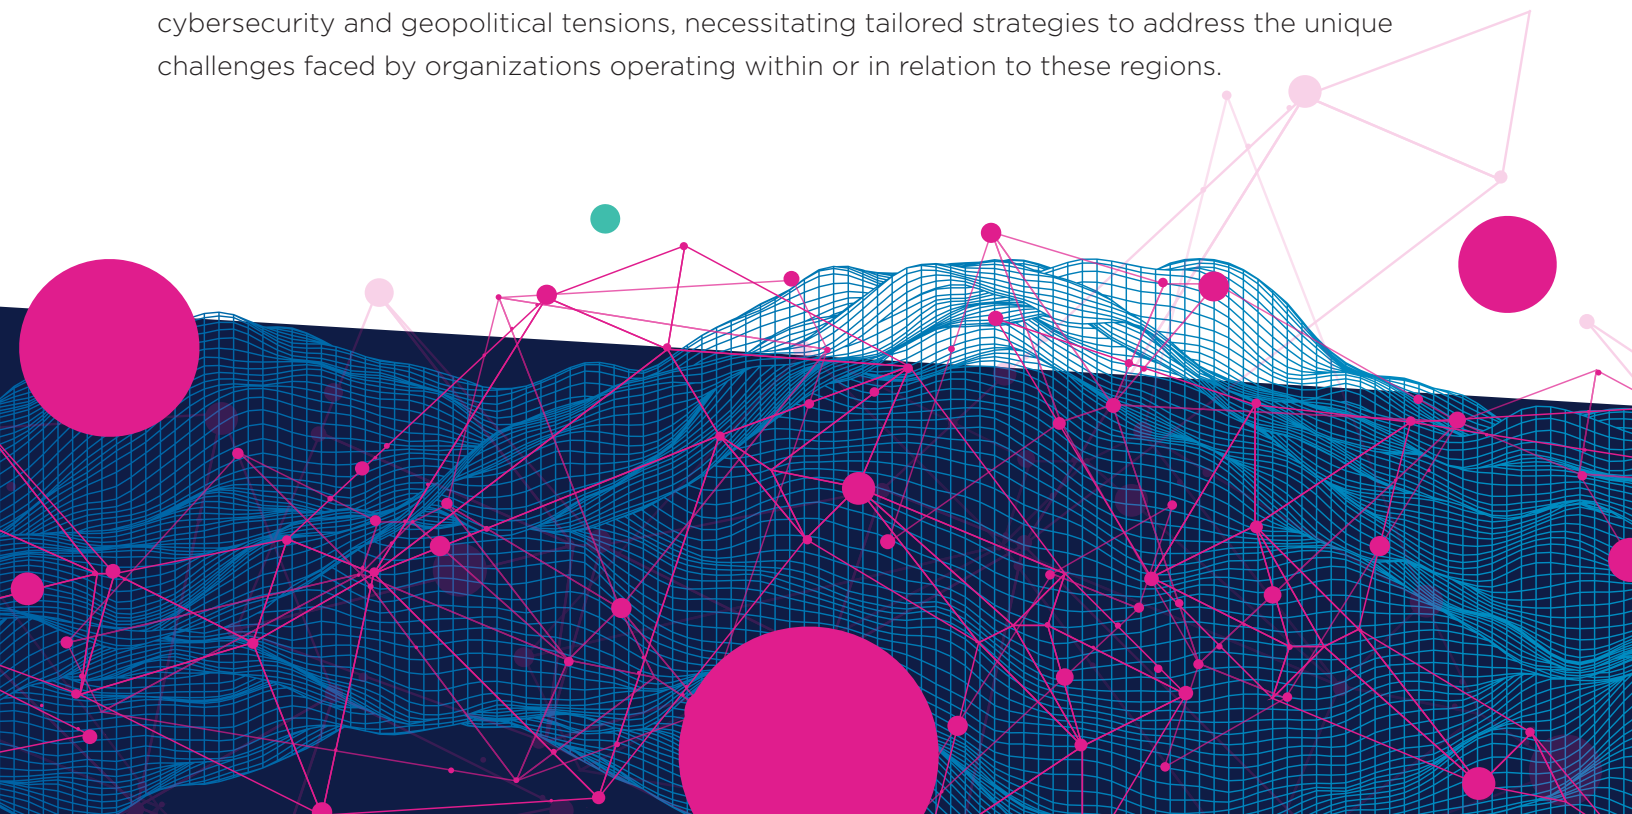 cybersecurity and geopolitical tensions, necessitating tailored strategies to address the unique
challenges faced by organizations operating within or in relation to these regions.